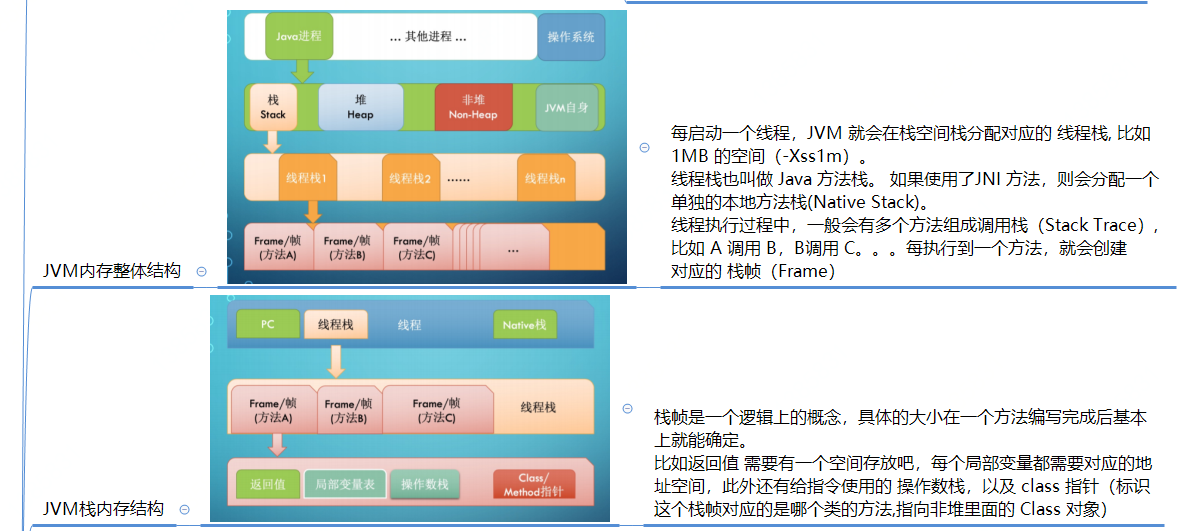 Java进程
... 其他进程 ...
操作系统
栈
Stack
堆
Heap
非堆
Non-Heap
JVM自身
线程栈1
线程栈2
......
线程栈n
Frame/帧
(方法A)
Frame/帧
(方法B)
Frame/帧
(方法C)
...
JVM内存整体结构
每启动一个线程，JVM 就会在栈空间栈分配对应的 线程栈, 比如
1MB 的空间（-Xss1m）。
线程栈也叫做 Java 方法栈。 如果使用了JNI 方法，则会分配一个
单独的本地方法栈(Native Stack)。
线程执行过程中，一般会有多个方法组成调用栈（Stack Trace）,
比如 A 调用 B，B调用 C。。。每执行到一个方法，就会创建
对应的 栈帧（Frame）
PC
线程栈
线程
Native栈
Frame/帧
(方法A)
Frame/帧
(方法B)
Frame/帧
(方法C)
线程栈
返回值
局部变量表
操作数栈
Class/
Method指针
JVM栈内存结构
栈帧是一个逻辑上的概念，具体的大小在一个方法编写完成后基本
上就能确定。
比如返回值 需要有一个空间存放吧，每个局部变量都需要对应的地
址空间，此外还有给指令使用的 操作数栈，以及 class 指针（标识
这个栈帧对应的是哪个类的方法,指向非堆里面的 Class 对象）